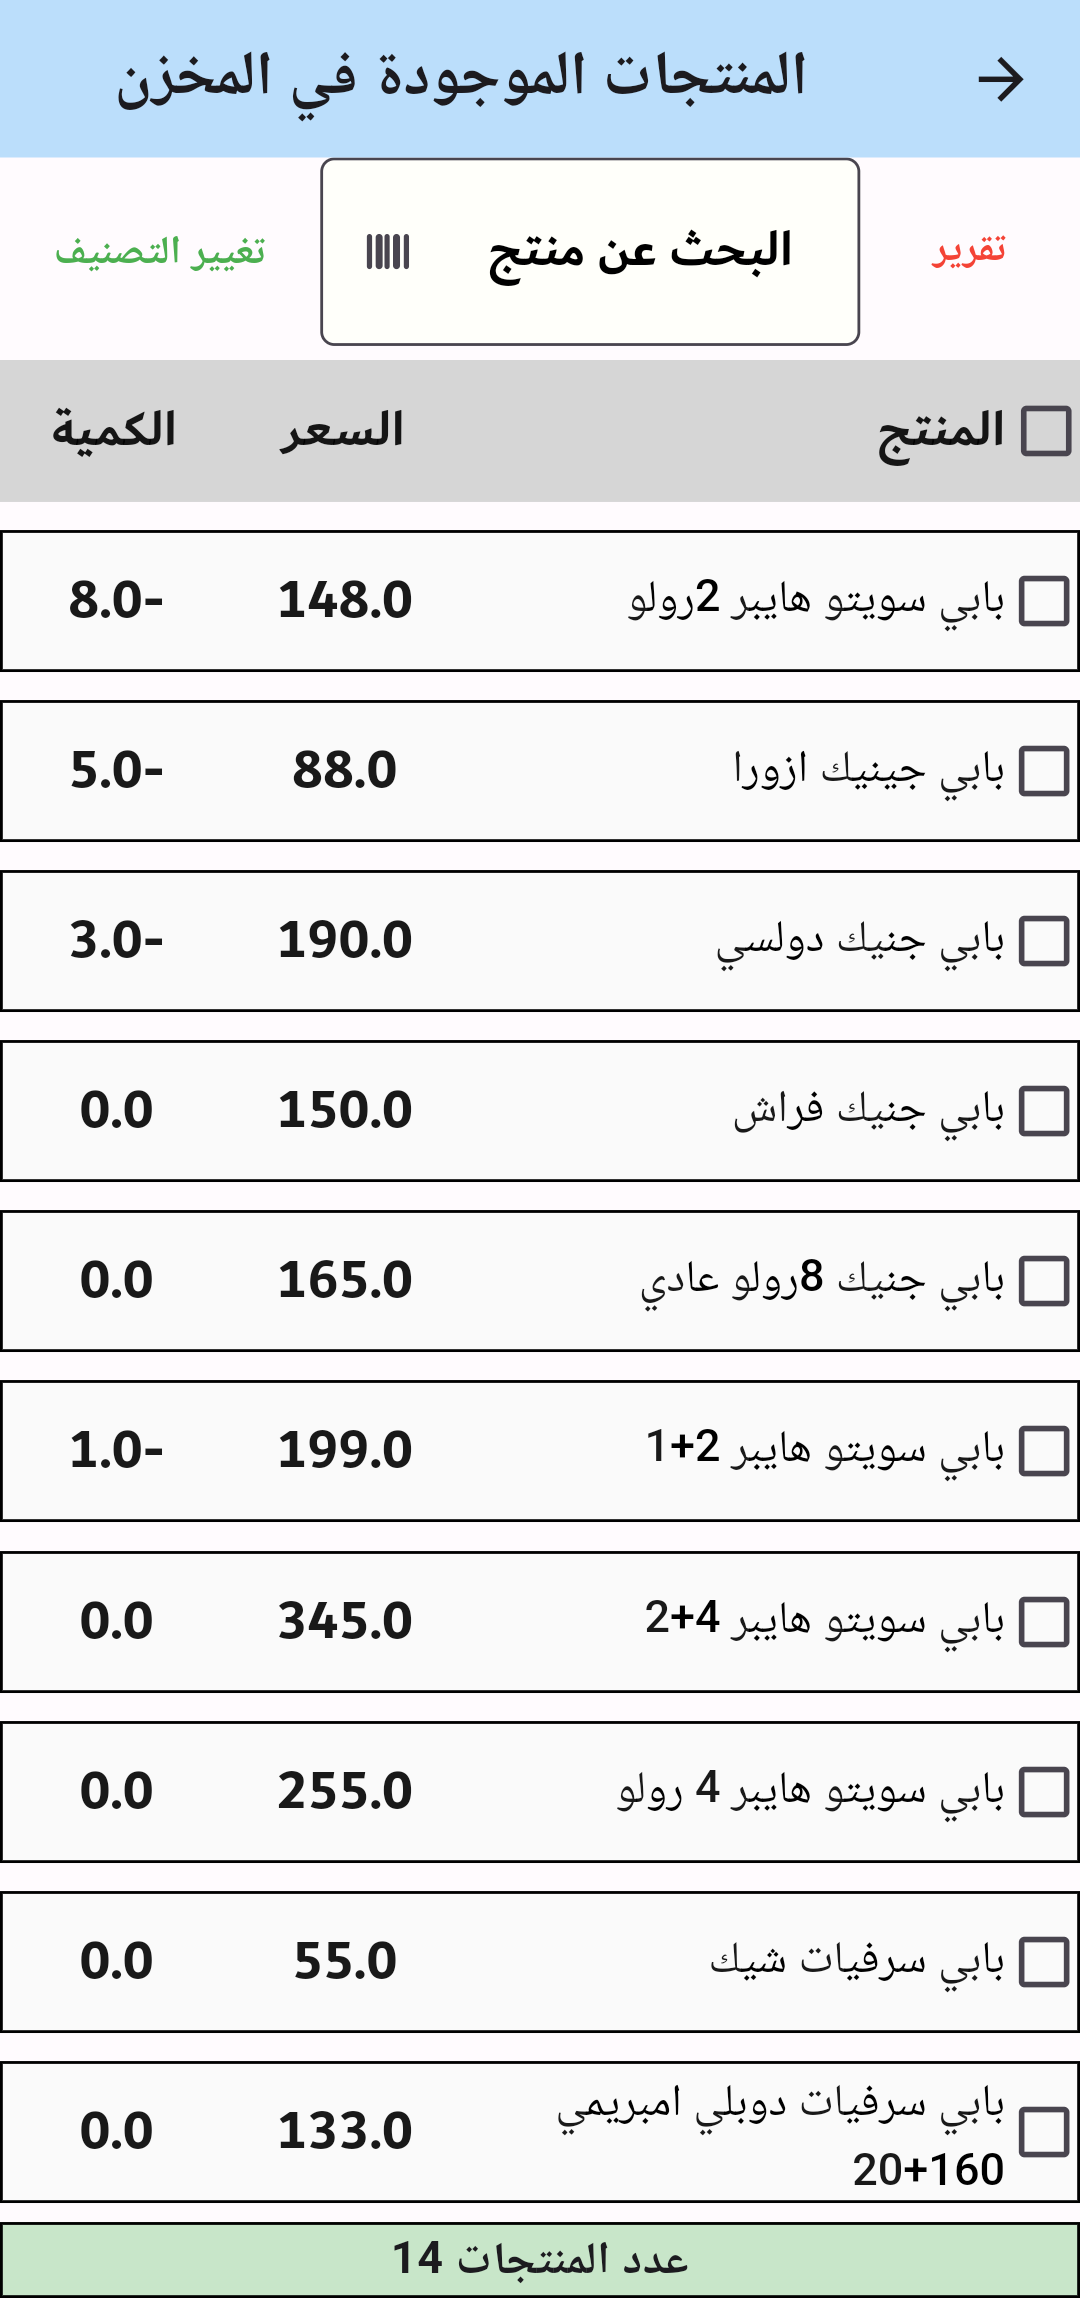 المنتجات الموجودة في المخزن
تقرير
البحث عن منتج
تغيير التصنيف
المنتج السعر الكمية
بابي سويتو هايبر 2رولو 148.0 8.0-
بابي جينيك ازورا 88.0 5.0-
بابي جنيك دولسي 190.0 3.0-
بابي جنيك فراش 150.0 0.0
بابي جنيك 8رولو عادي 165.0 0.0
بابي سويتو هايبر 2+1 199.0 1.0-
بابي سويتو هايبر 4+2 345.0 0.0
بابي سويتو هايبر 4 رولو 255.0 0.0
بابي سرفيات شيك 55.0 0.0
بابي سرفيات دوبلي امبريمي 133.0 0.0
160+20
عدد المنتجات 14